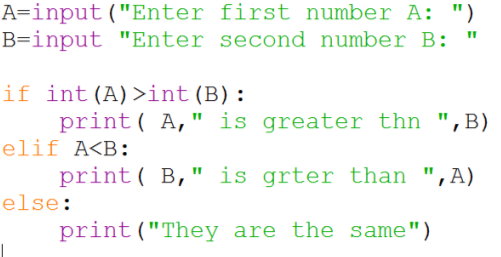 A=input("Enter first number A: ")
B=input "Enter second number B: "
if int(A)>int(B):
    print( A," is greater thn ",B)
elif A<B:
    print( B," is grter than ",A)
else:
    print("They are the same")